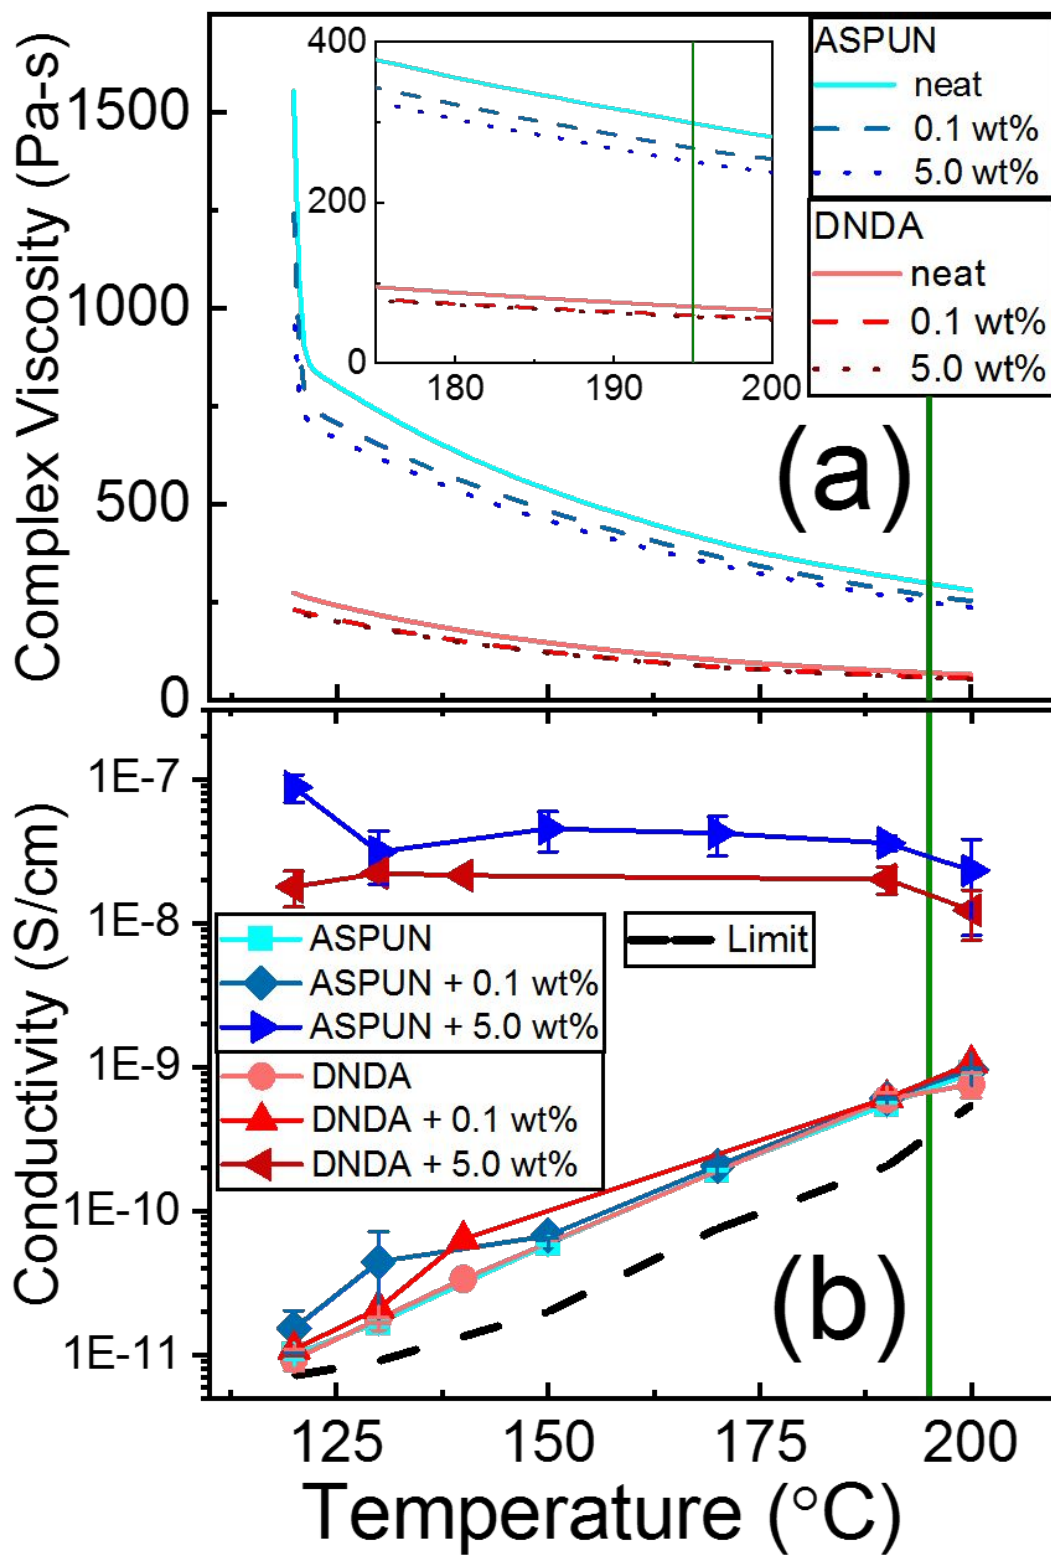 Complex Viscosity (Pa-s)
1500
1000
500
0
400
200
0
180 190 200
ASPUN
neat
0.1 wt%
5.0 wt%
DNDA
neat
0.1 wt%
5.0 wt%
(a)
Conductivity (S/cm)
1E-7
1E-8
1E-9
1E-10
1E-11
ASPUN
ASPUN + 0.1 wt%
ASPUN + 5.0 wt%
DNDA
DNDA + 0.1 wt%
DNDA + 5.0 wt%
Limit
(b)
125 150 175 200
Temperature (°C)